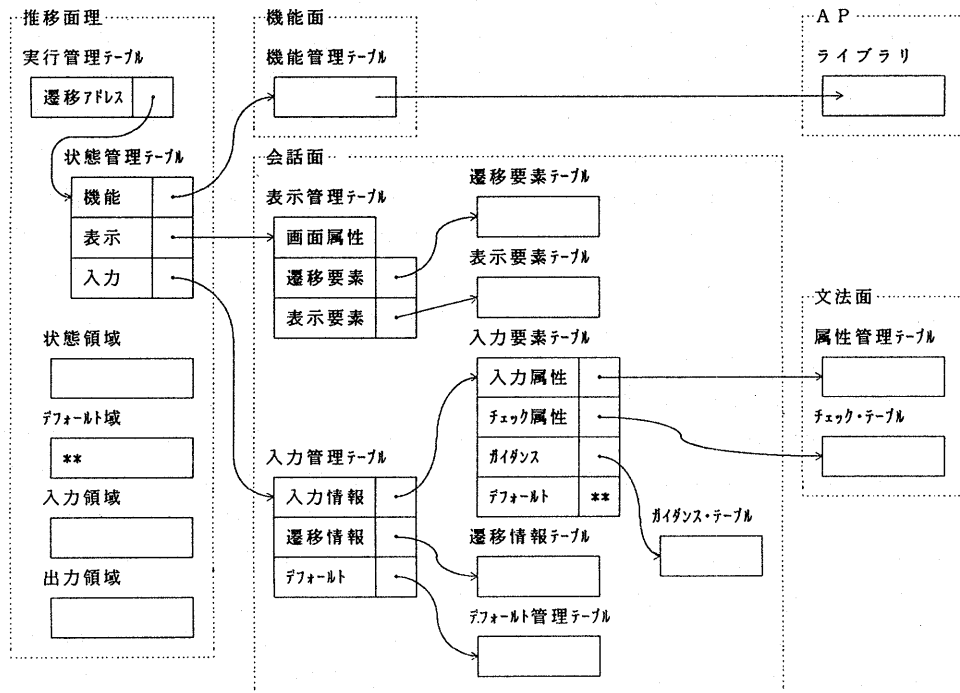 推移面理
実行管理テーブル
遷移アドレス
状態管理テーブル
機能
表示
入力
状態領域
デフォールト域
**
入力領域
出力領域
機能面
機能管理テーブル
会話面
表示管理テーブル
画面属性
遷移要素
表示要素
遷移要素テーブル
表示要素テーブル
入力要素テーブル
入力属性
チェック属性
ガイダンス
デフォールト **
入力管理テーブル
入力情報
遷移情報
デフォールト
ガイダンス・テーブル
遷移情報テーブル
デフォールト管理テーブル
AP
ライブラリ
文法面
属性管理テーブル
チェック・テーブル